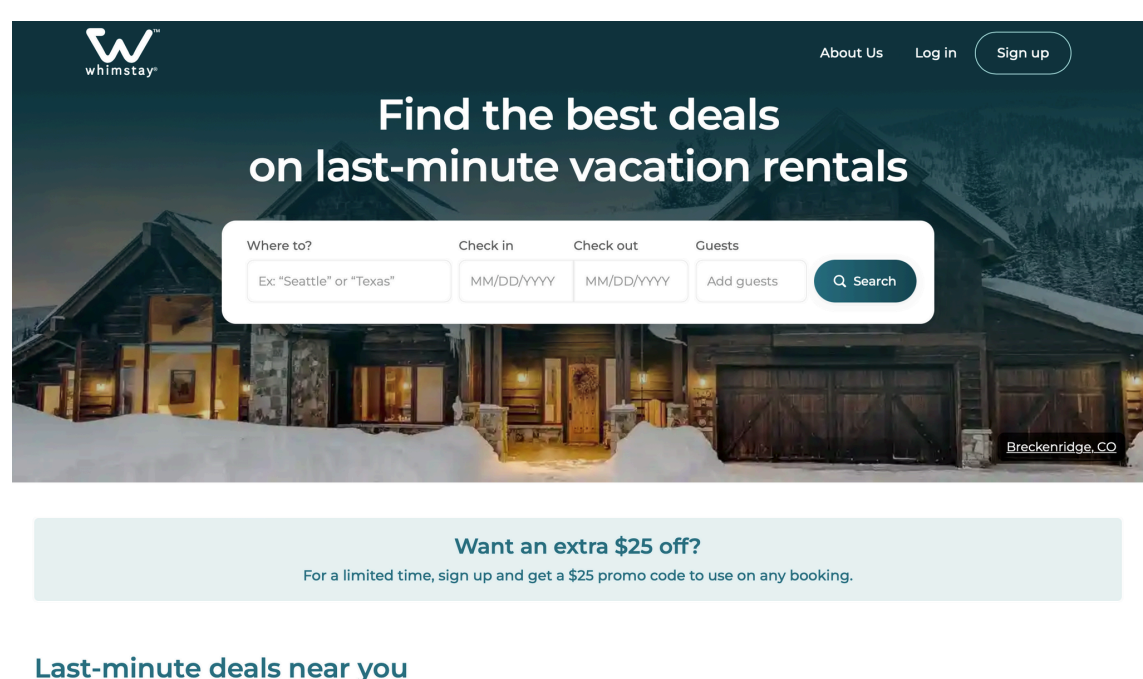 whimstay®
About Us
Log in
Sign up
Find the best deals
on last-minute vacation rentals
Where to?
Check in
Check out
Guests
Ex: “Seattle” or “Texas”
MM/DD/YYYY
MM/DD/YYYY
Add guests
Search
Breckenridge, CO
Want an extra $25 off?
For a limited time, sign up and get a $25 promo code to use on any booking.
Last-minute deals near you